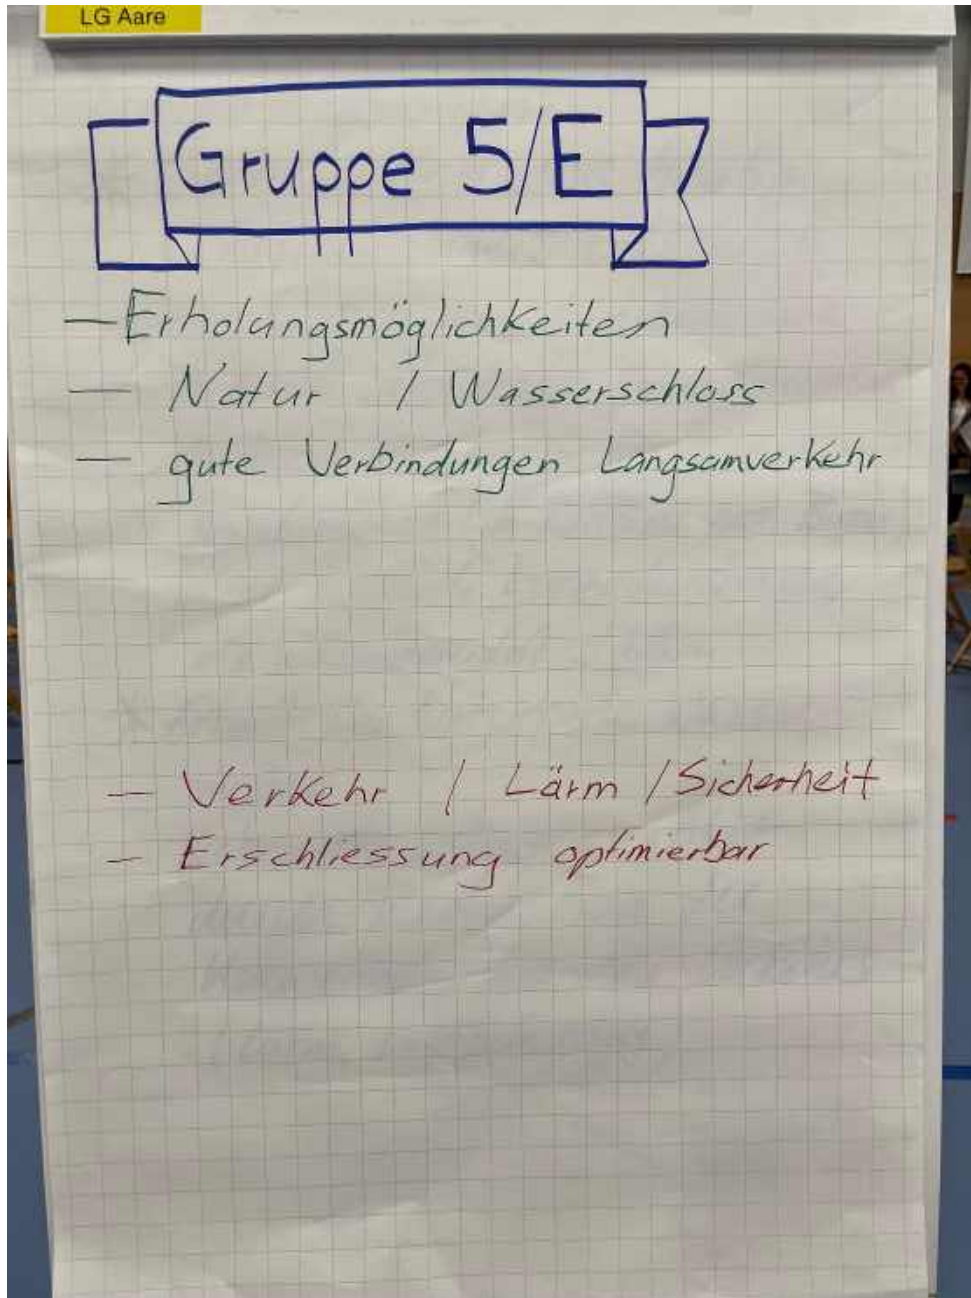 LG Aare
Gruppe 5/E
— Erholungsmöglichkeiten
— Natur / Wasserschloss
— gute Verbindungen Langsamverkehr
— Verkehr / Lärm / Sicherheit
— Erschliessung optimierbar